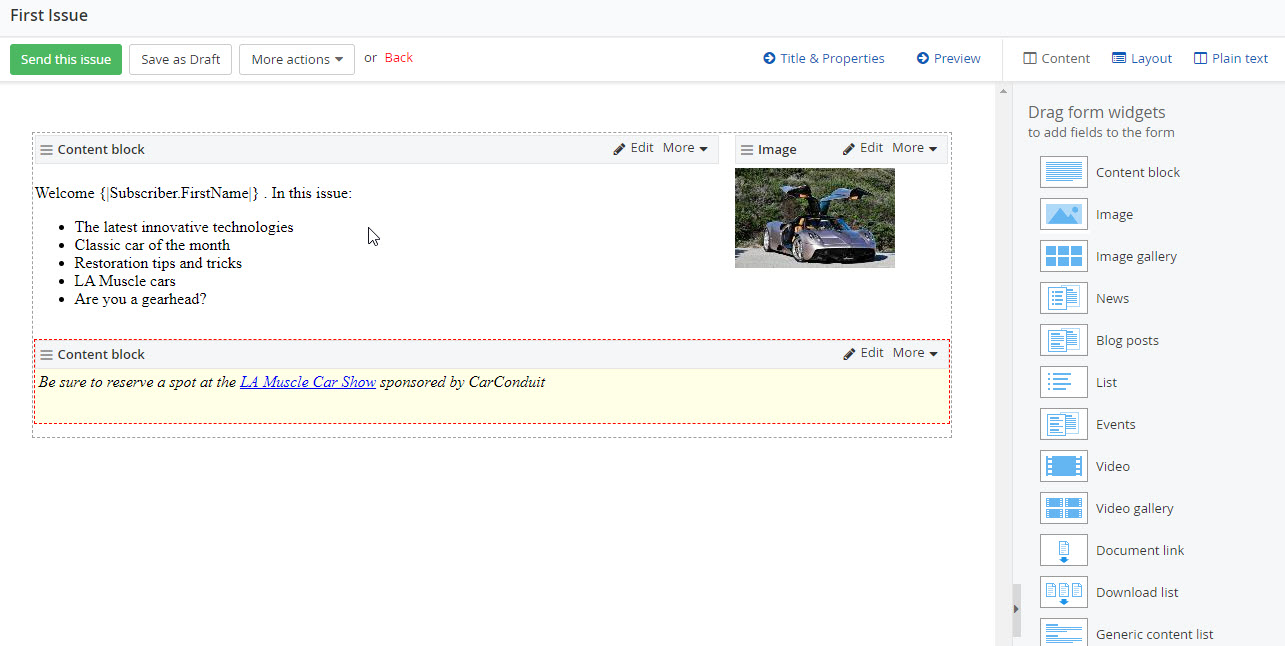 First Issue
Send this issue Save as Draft More actions or Back Title & Properties Preview Content Layout Plain text
Content block Edit More
Image Edit More
Welcome {|Subscriber.FirstName|} . In this issue:
The latest innovative technologies
Classic car of the month
Restoration tips and tricks
LA Muscle cars
Are you a gearhead?
Content block Edit More
Be sure to reserve a spot at the LA Muscle Car Show sponsored by CarConduit
Drag form widgets
to add fields to the form
Content block
Image
Image gallery
News
Blog posts
List
Events
Video
Video gallery
Document link
Download list
Generic content list